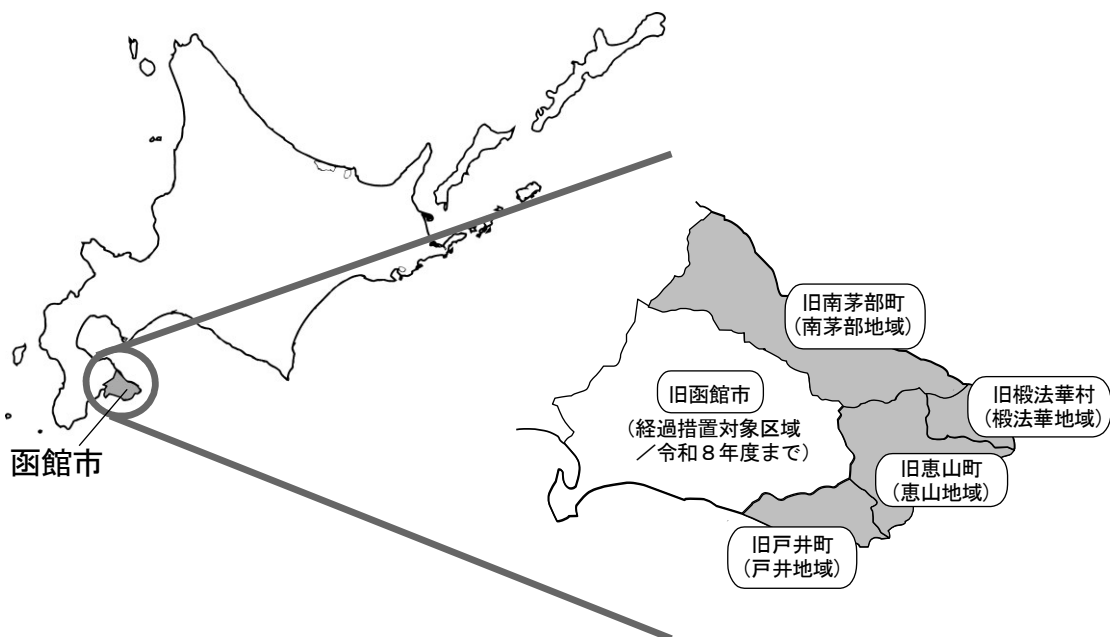 函館市
旧南茅部町
（南茅部地域）
旧函館市
（経過措置対象区域
／令和８年度まで）
旧椴法華村
（椴法華地域）
旧恵山町
（恵山地域）
旧戸井町
（戸井地域）